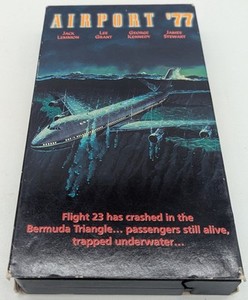 AIRPORT '77
JACK LEE GEORGE JAMES
LEMMON GRANT KENNEDY STEWART
Flight 23 has crashed in the
Bermuda Triangle... passengers still alive,
trapped underwater...